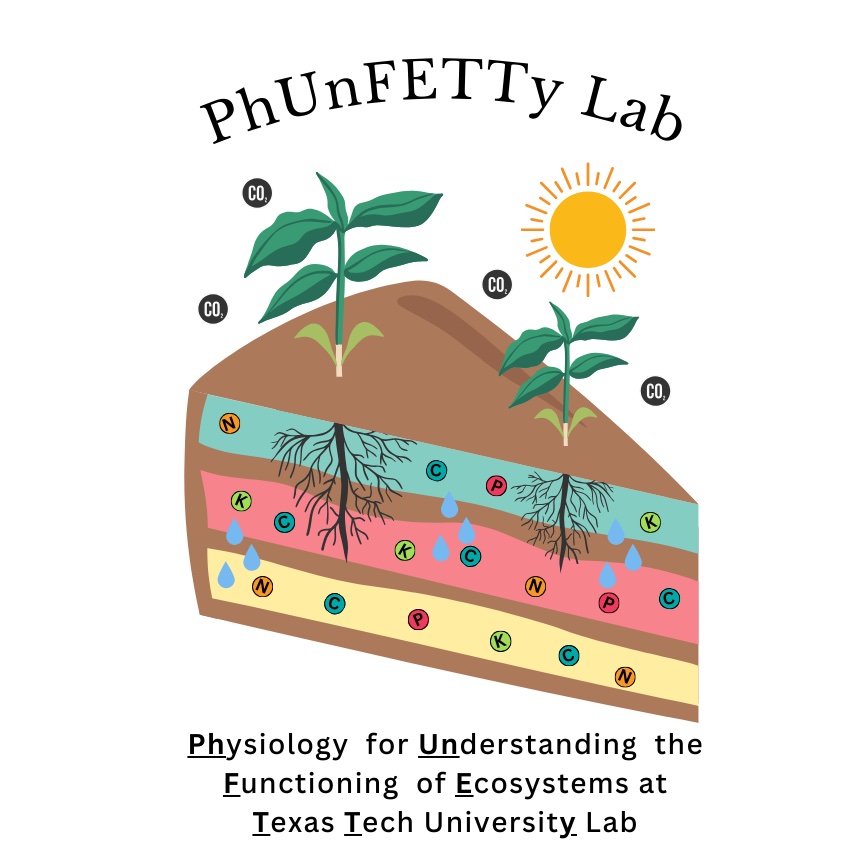 PhUnFETTy Lab
CO₂
CO₂
CO₂
CO₂
N
C
P
K
K
C
K
C
N
P
C
N
C
P
K
C
N
Physiology for Understanding the
Functioning of Ecosystems at
Texas Tech University Lab